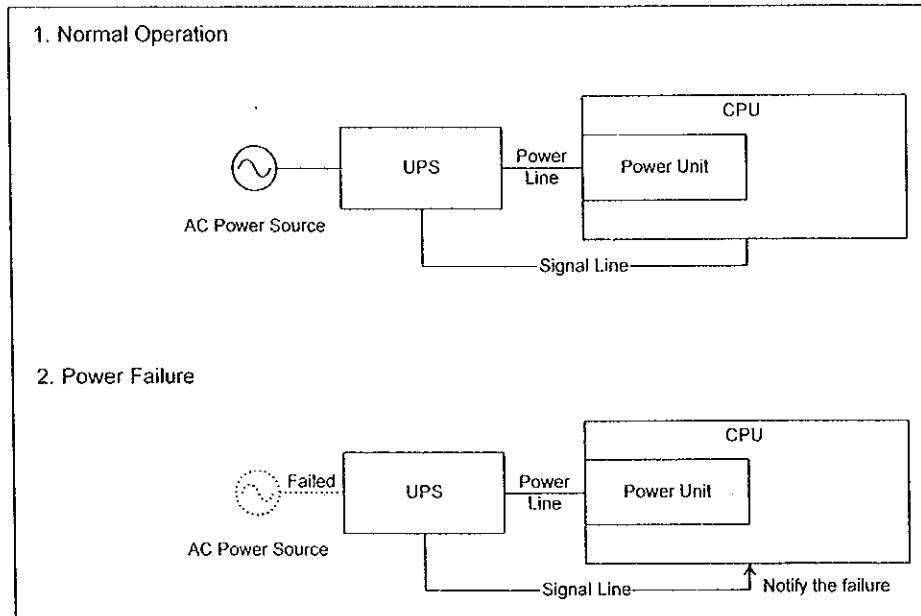 1. Normal Operation
CPU
UPS
Power
Line
Power Unit
AC Power Source
Signal Line
2. Power Failure
CPU
Failed
UPS
Power
Line
Power Unit
AC Power Source
Signal Line
Notify the failure